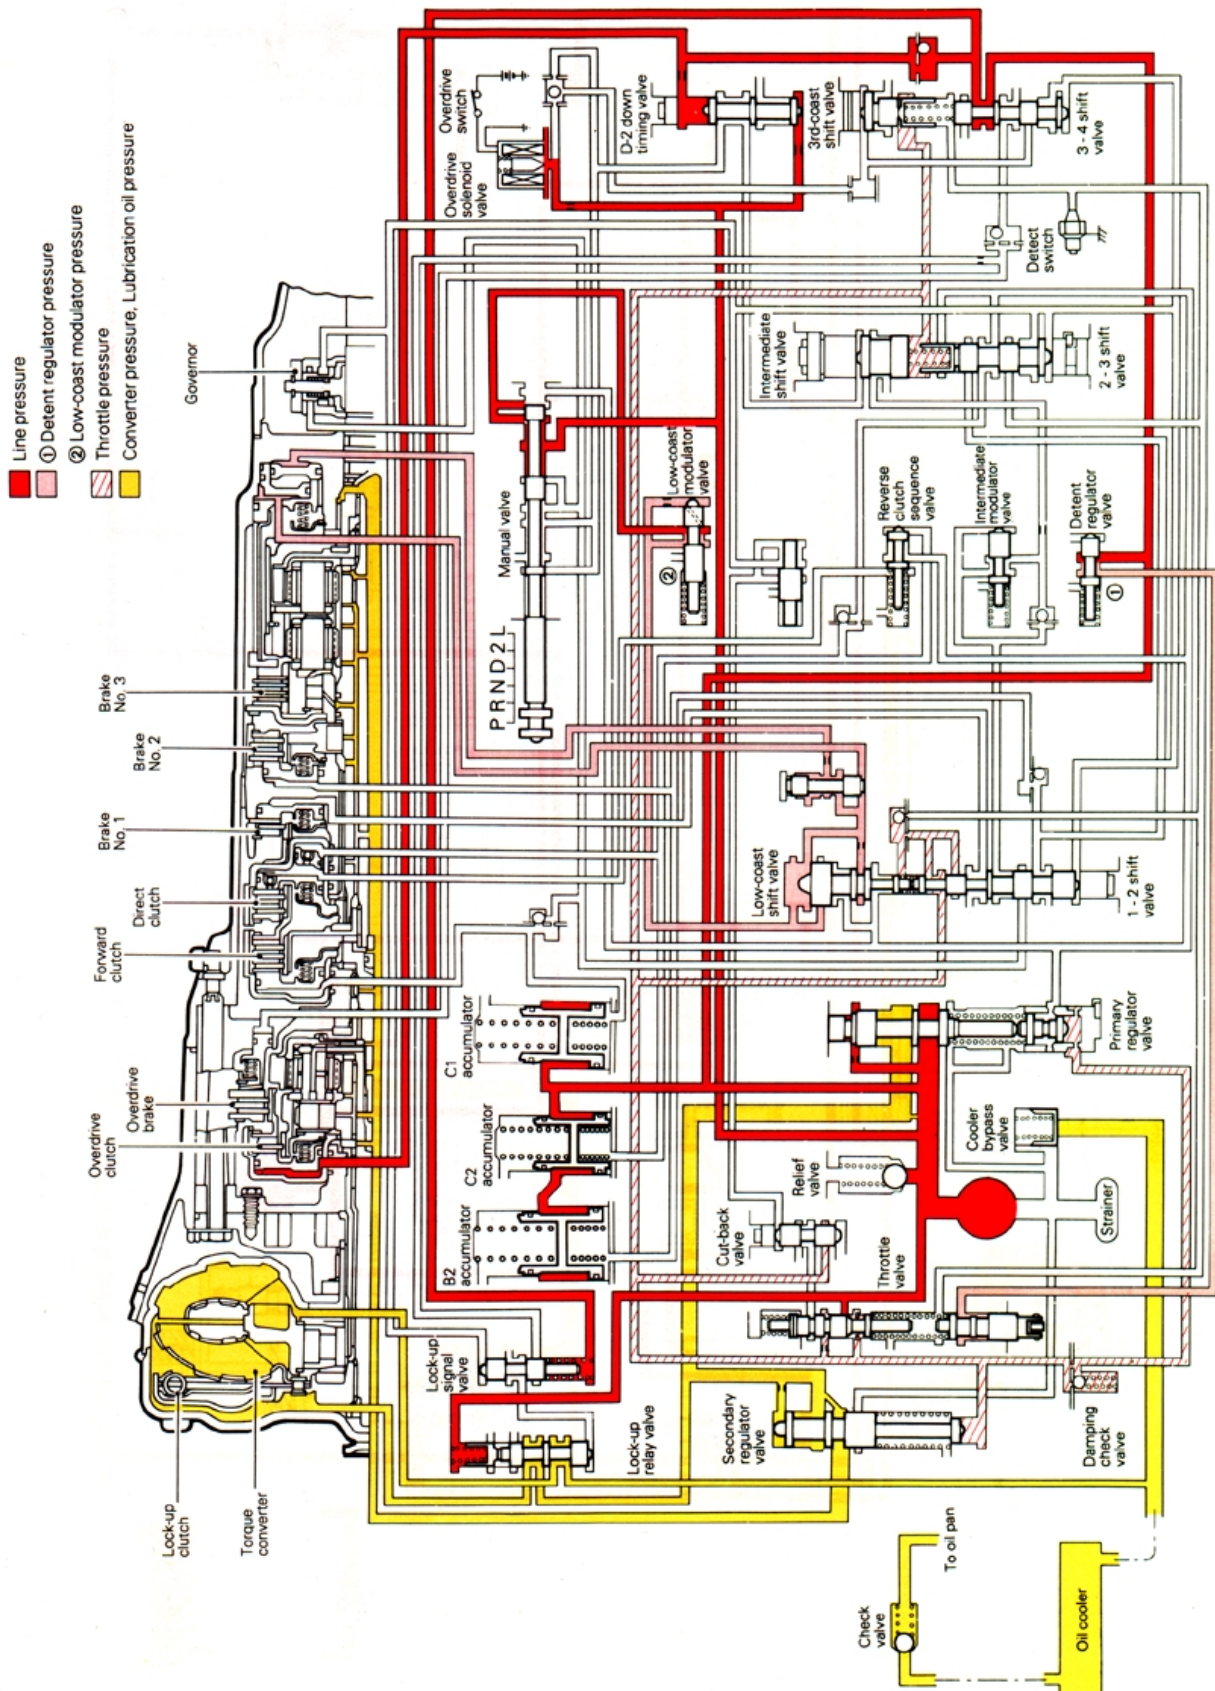 Line pressure
① Detent regulator pressure
② Low-coast modulator pressure
Throttle pressure
Converter pressure, Lubrication oil pressure
Lock-up
clutch
Torque
converter
Overdrive
clutch
Overdrive
brake
Forward
clutch
Direct
clutch
Brake
No. 1
Brake
No. 2
Brake
No. 3
Governor
Lock-up
relay valve
Lock-up
signal
valve
B2
accumulator
C2
accumulator
C1
accumulator
Manual valve
P R N D 2 L
Overdrive
solenoid
valve
Overdrive
switch
D-2 down
timing valve
3rd-coast
shift valve
3 - 4 shift
valve
Detect
switch
Intermediate
shift valve
2 - 3 shift
valve
②
Low-coast
modulator
valve
Reverse
clutch
sequence
valve
Intermediate
modulator
valve
Detent
regulator
valve
①
Low-coast
shift valve
1 - 2 shift
valve
Primary
regulator
valve
Cooler
bypass
valve
Relief
valve
Strainer
Cut-back
valve
Throttle
valve
Secondary
regulator
valve
Damping
check
valve
Check
valve
To oil pan
Oil cooler